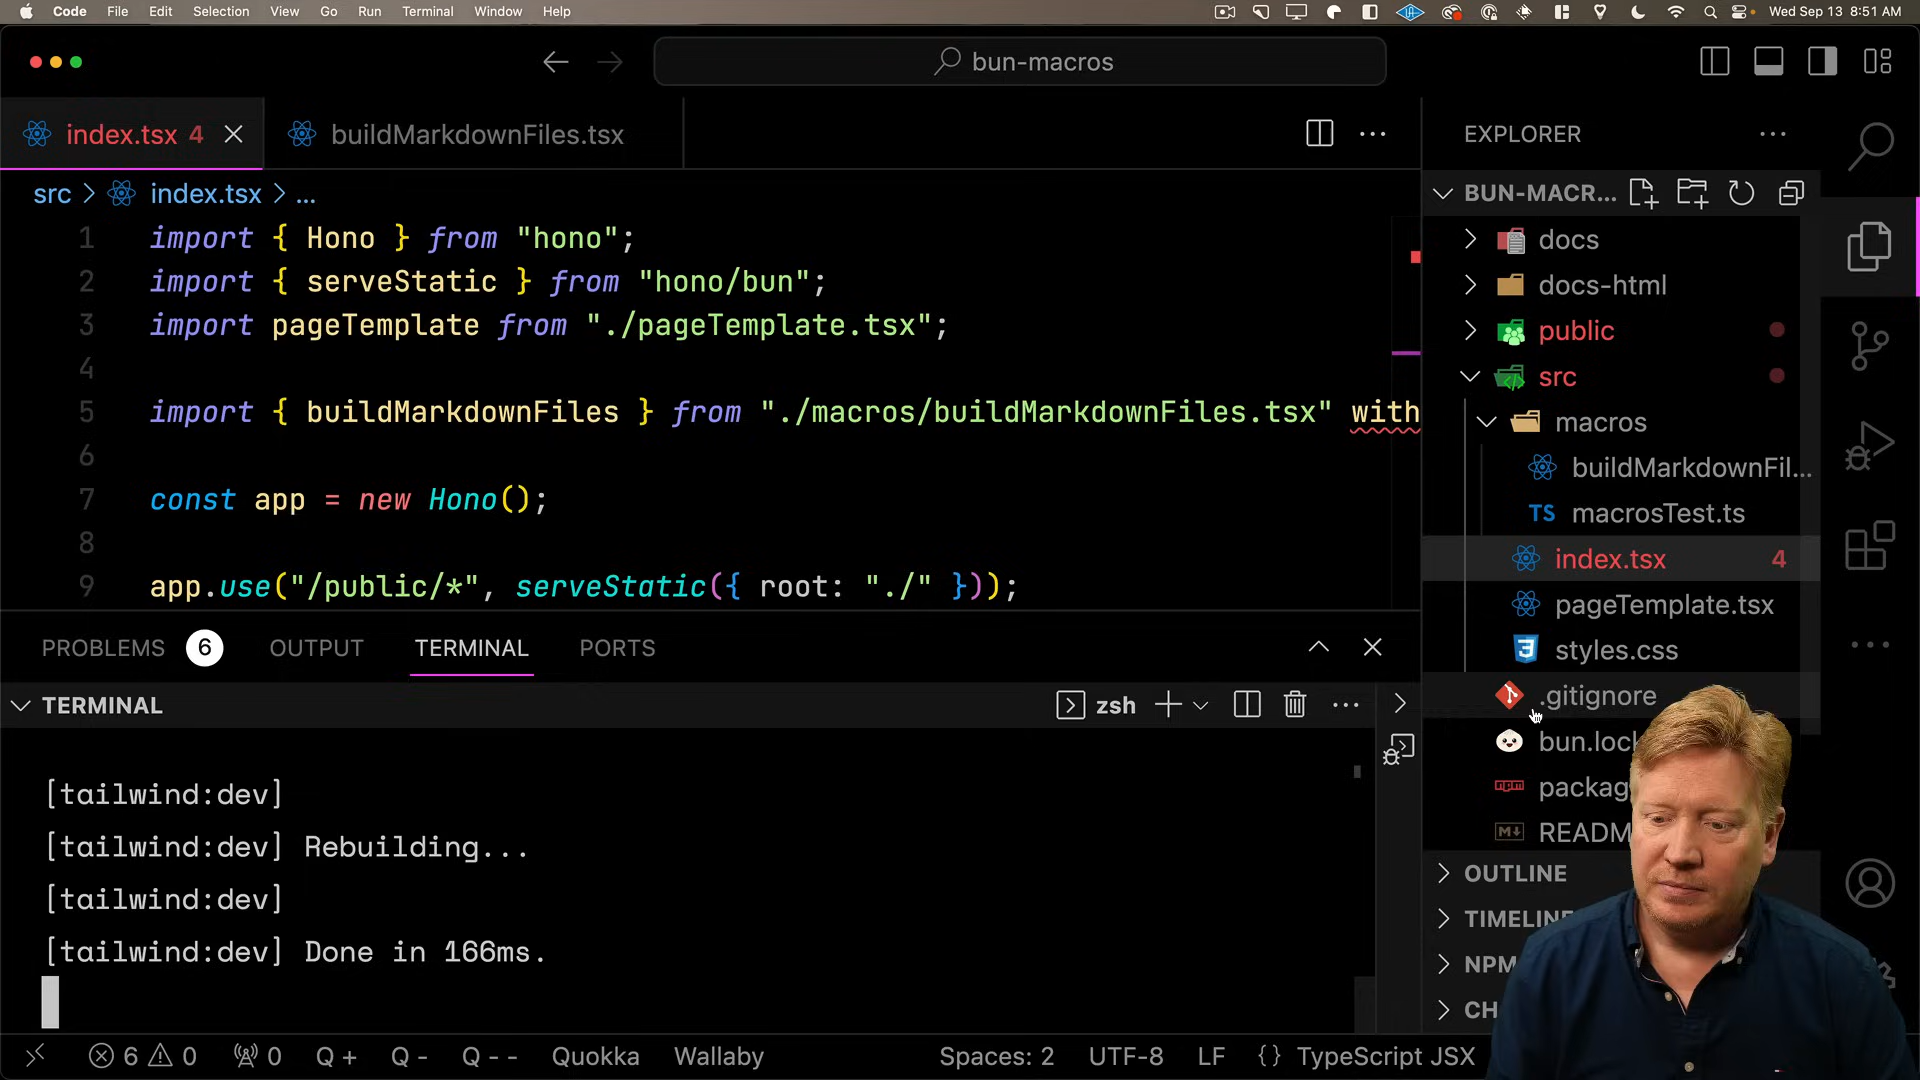 Code File Edit Selection View Go Run Terminal Window Help
Wed Sep 13 8:51 AM
bun-macros
index.tsx 4
buildMarkdownFiles.tsx
src > index.tsx > ...
1 import { Hono } from "hono";
2 import { serveStatic } from "hono/bun";
3 import pageTemplate from "./pageTemplate.tsx";
4
5 import { buildMarkdownFiles } from "./macros/buildMarkdownFiles.tsx" with
6
7 const app = new Hono();
8
9 app.use("/public/*", serveStatic({ root: "./" }));
EXPLORER
BUN-MACR...
docs
docs-html
public
src
macros
buildMarkdownFil...
TS macrosTest.ts
index.tsx 4
pageTemplate.tsx
styles.css
.gitignore
bun.lock
packag
READM
OUTLINE
TIMELINE
NPM
CH
PROBLEMS 6 OUTPUT TERMINAL PORTS
TERMINAL
zsh
[tailwind:dev]
[tailwind:dev] Rebuilding...
[tailwind:dev]
[tailwind:dev] Done in 166ms.
6 0 0 Q + Q - Q - - Quokka Wallaby
Spaces: 2 UTF-8 LF {} TypeScript JSX